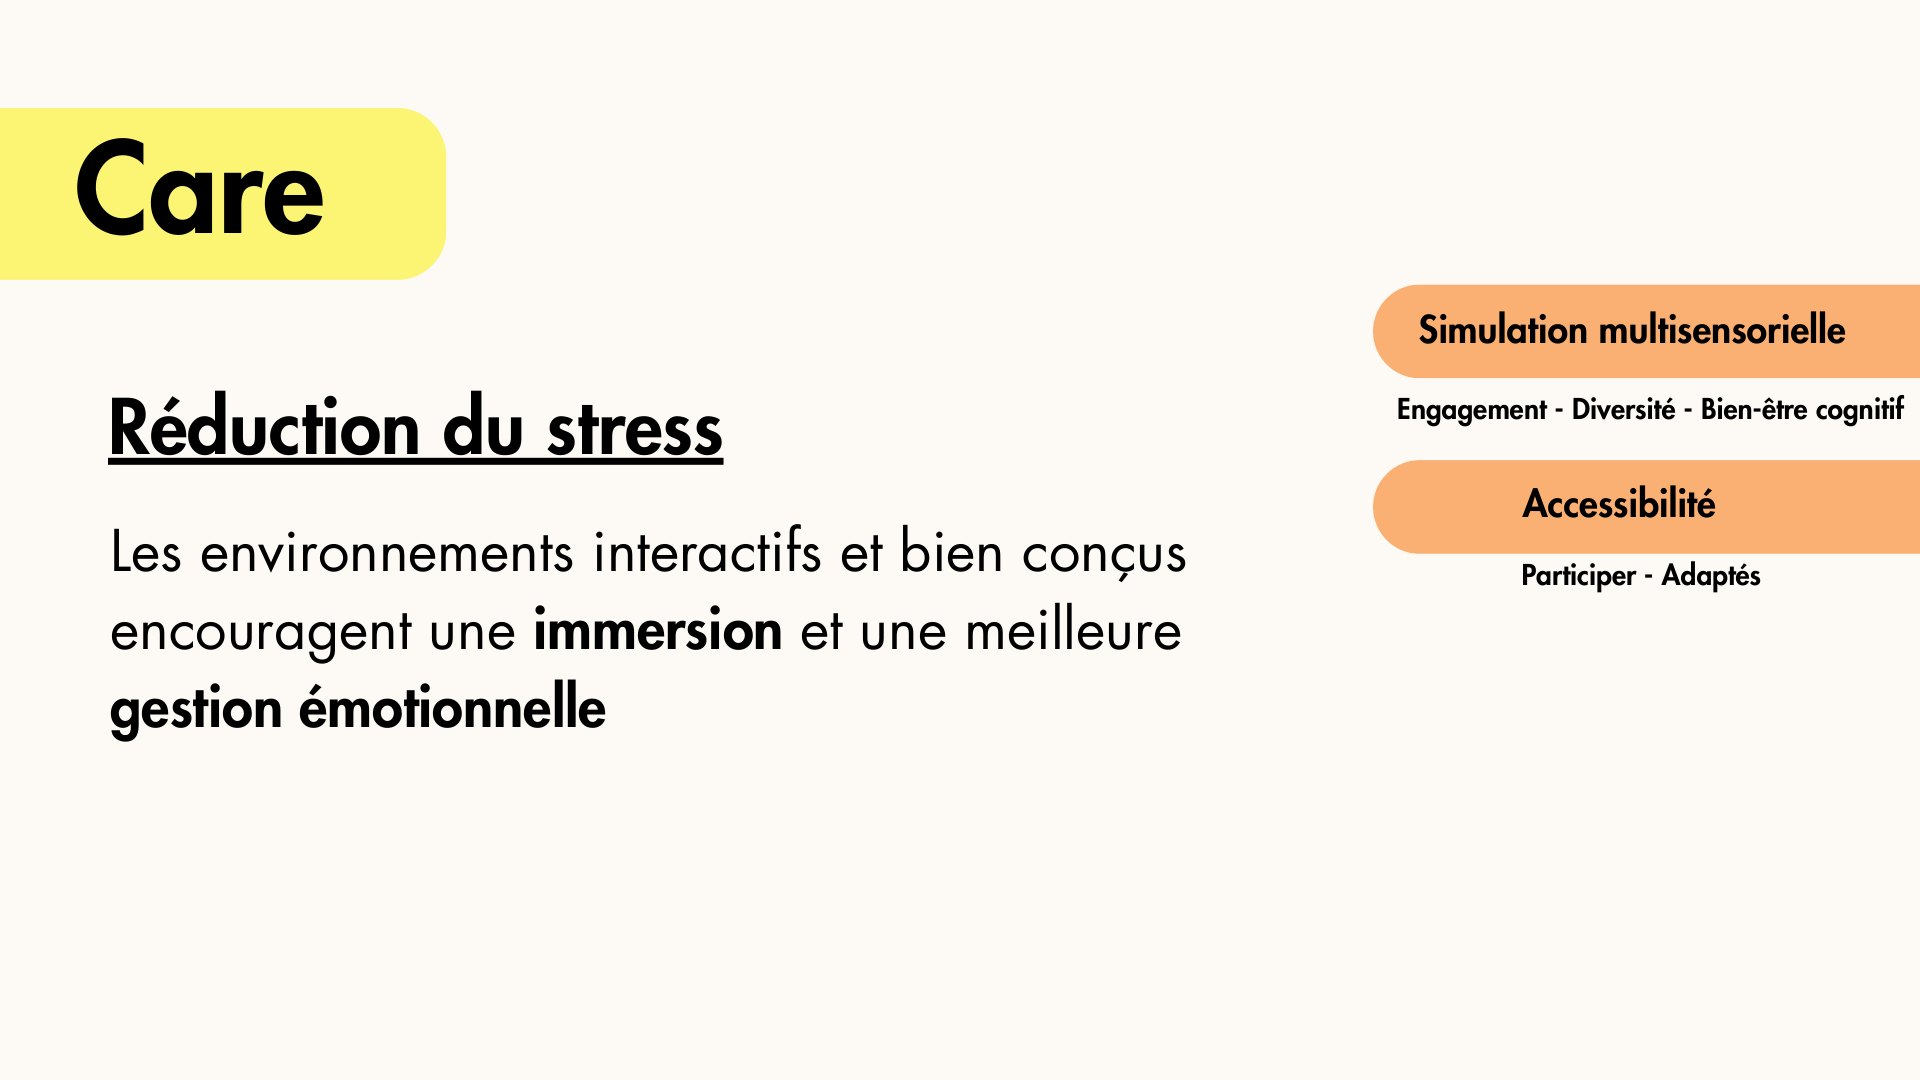 Care
Réduction du stress
Les environnements interactifs et bien conçus
encouragent une immersion et une meilleure
gestion émotionnelle
Simulation multisensorielle
Engagement - Diversité - Bien-être cognitif
Accessibilité
Participer - Adaptés